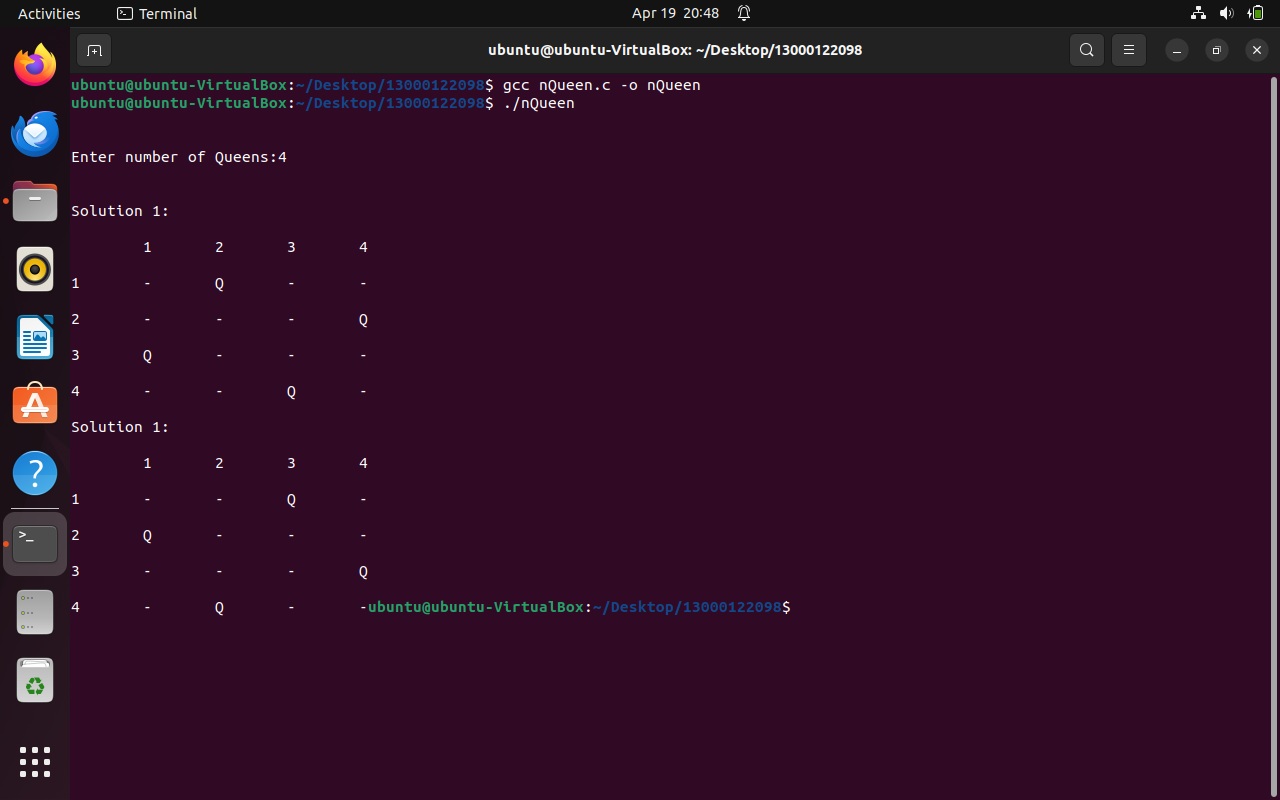 Activities Terminal Apr 19 20:48
ubuntu@ubuntu-VirtualBox: ~/Desktop/13000122098
ubuntu@ubuntu-VirtualBox:~/Desktop/13000122098$ gcc nQueen.c -o nQueen
ubuntu@ubuntu-VirtualBox:~/Desktop/13000122098$ ./nQueen
Enter number of Queens:4
Solution 1:
1 2 3 4
1 - Q - -
2 - - - Q
3 Q - - -
4 - - Q -
Solution 1:
1 2 3 4
1 - - Q -
2 Q - - -
3 - - - Q
4 - Q - -ubuntu@ubuntu-VirtualBox:~/Desktop/13000122098$